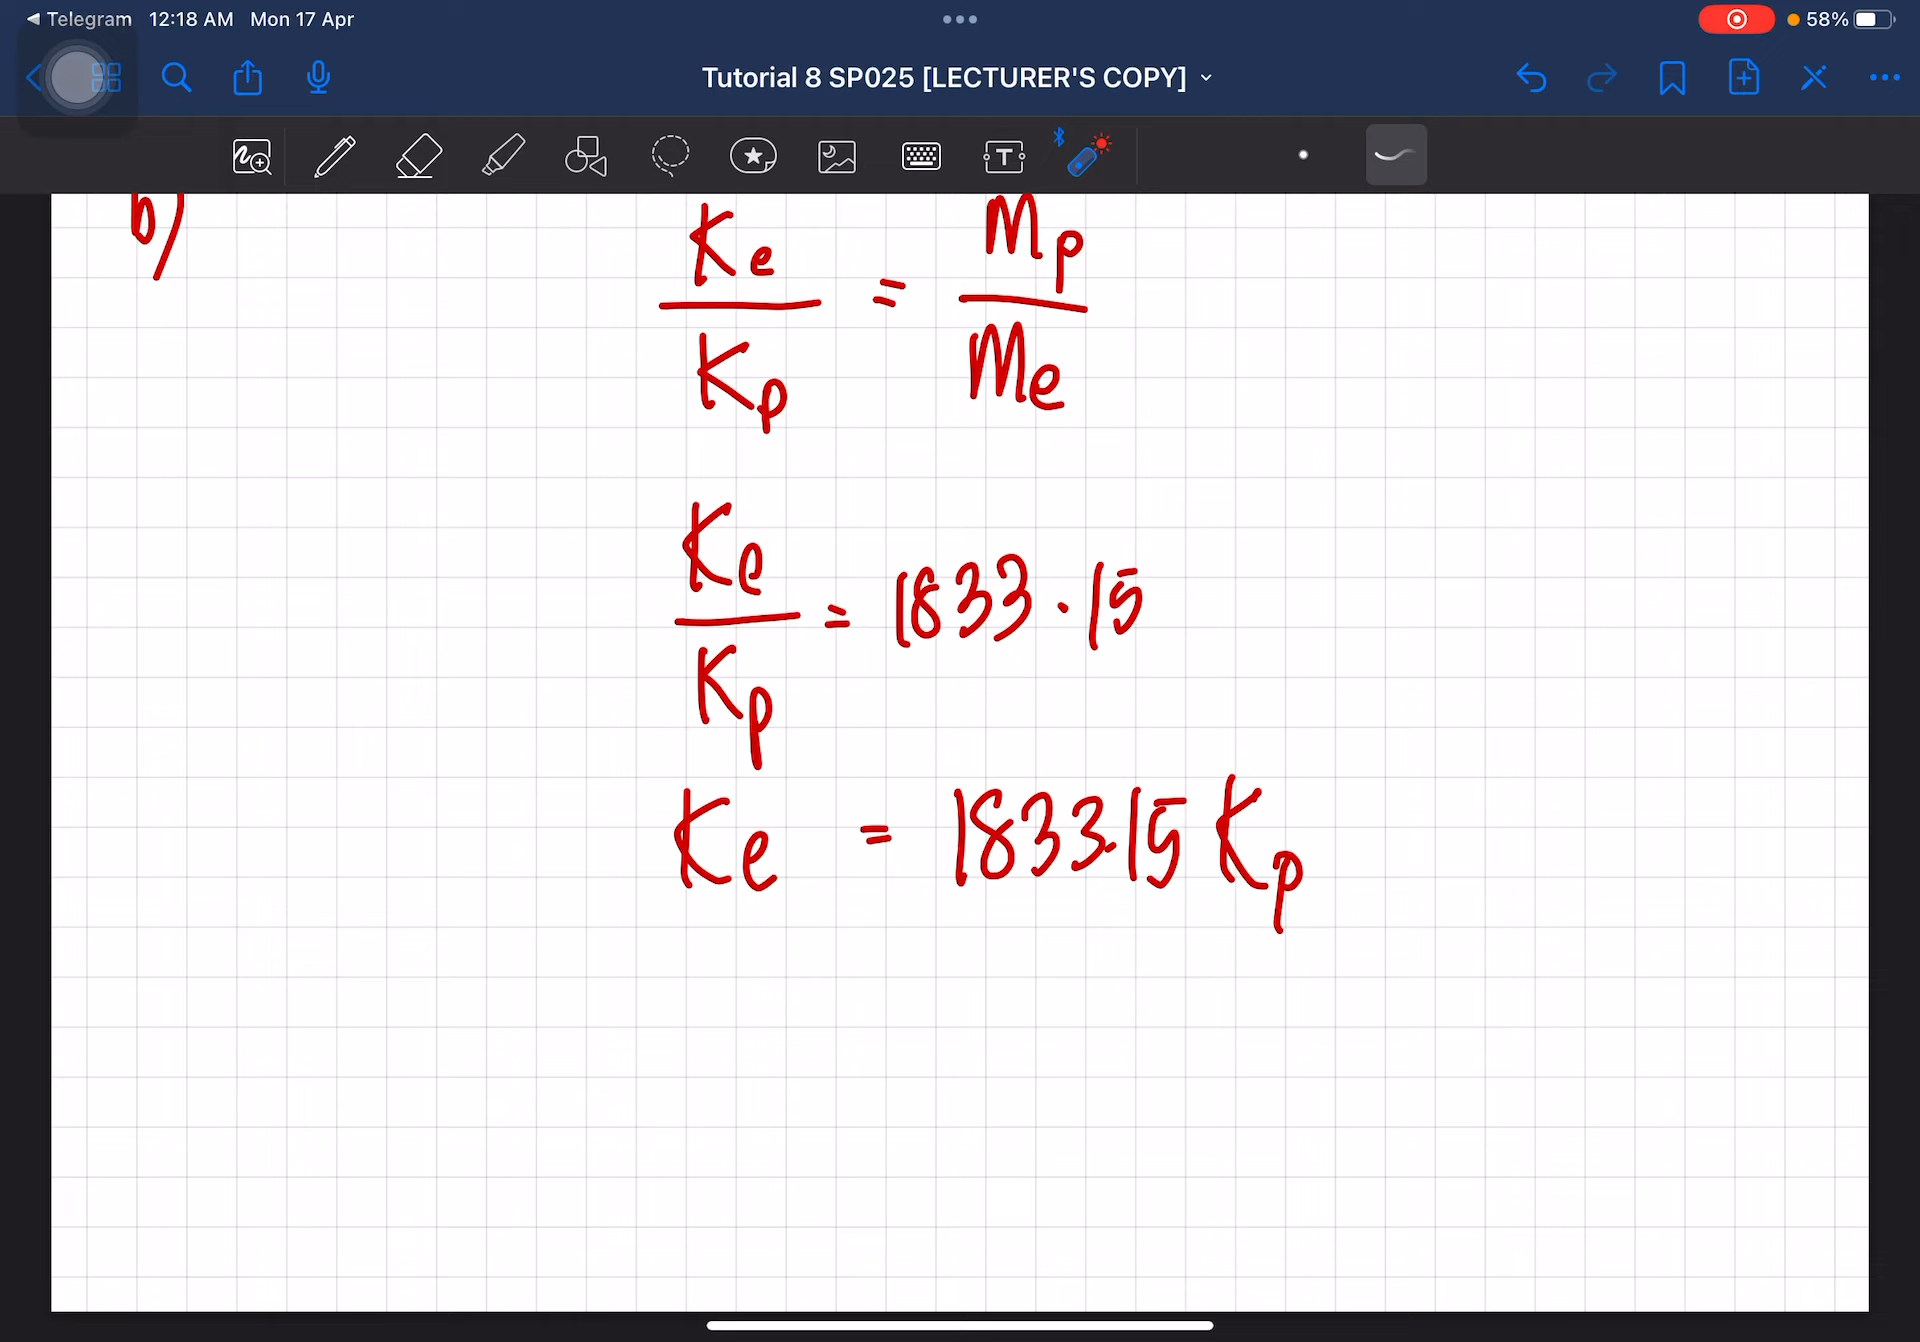 ◀ Telegram 12:18 AM Mon 17 Apr 58%
Tutorial 8 SP025 [LECTURER'S COPY]
T
b)
Ke / Kp = Mp / Me
Ke / Kp = 1833.15
Ke = 1833.15 Kp